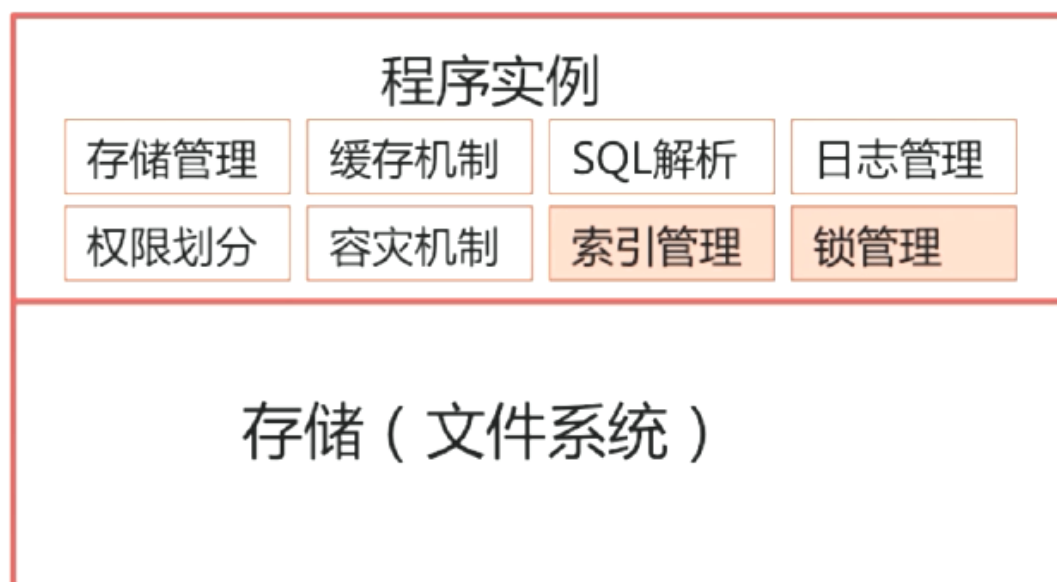 程序实例
存储管理 缓存机制 SQL解析 日志管理
权限划分 容灾机制 索引管理 锁管理
存储（文件系统）